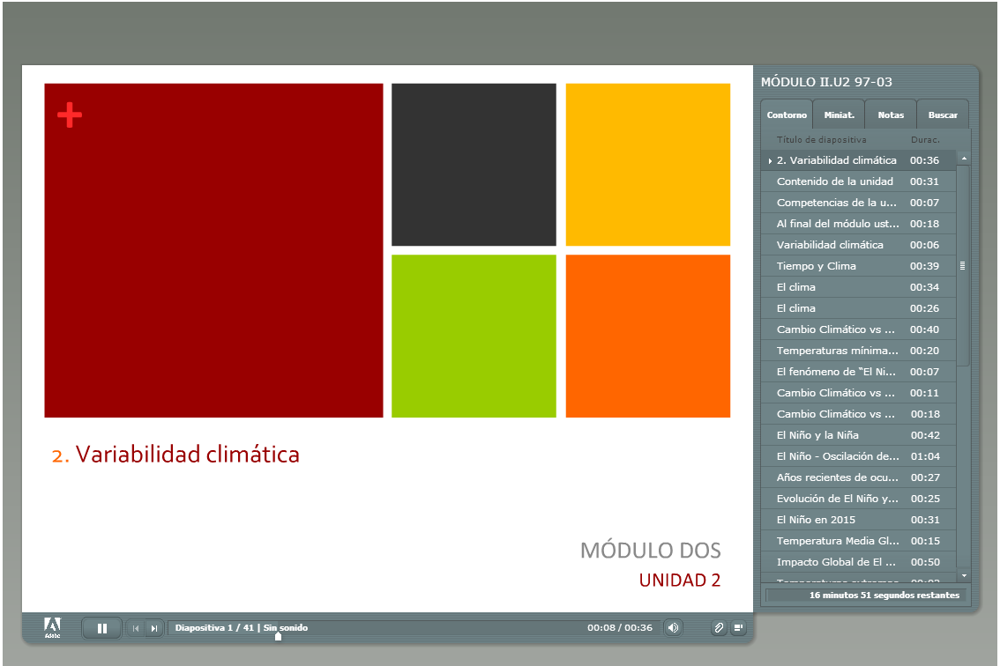 +
2. Variabilidad climática
MÓDULO DOS
UNIDAD 2
MÓDULO II.U2 97-03
Contorno Miniat. Notas Buscar
Título de diapositiva Durac.
2. Variabilidad climática 00:36
Contenido de la unidad 00:31
Competencias de la u... 00:07
Al final del módulo ust... 00:18
Variabilidad climática 00:06
Tiempo y Clima 00:39
El clima 00:34
El clima 00:26
Cambio Climático vs ... 00:40
Temperaturas mínima... 00:20
El fenómeno de “El Ni... 00:07
Cambio Climático vs ... 00:11
Cambio Climático vs ... 00:18
El Niño y la Niña 00:42
El Niño - Oscilación de... 01:04
Años recientes de ocu... 00:27
Evolución de El Niño y... 00:25
El Niño en 2015 00:31
Temperatura Media Gl... 00:15
Impacto Global de El ... 00:50
16 minutos 51 segundos restantes
Adobe
Diapositiva 1 / 41 | Sin sonido
00:08 / 00:36